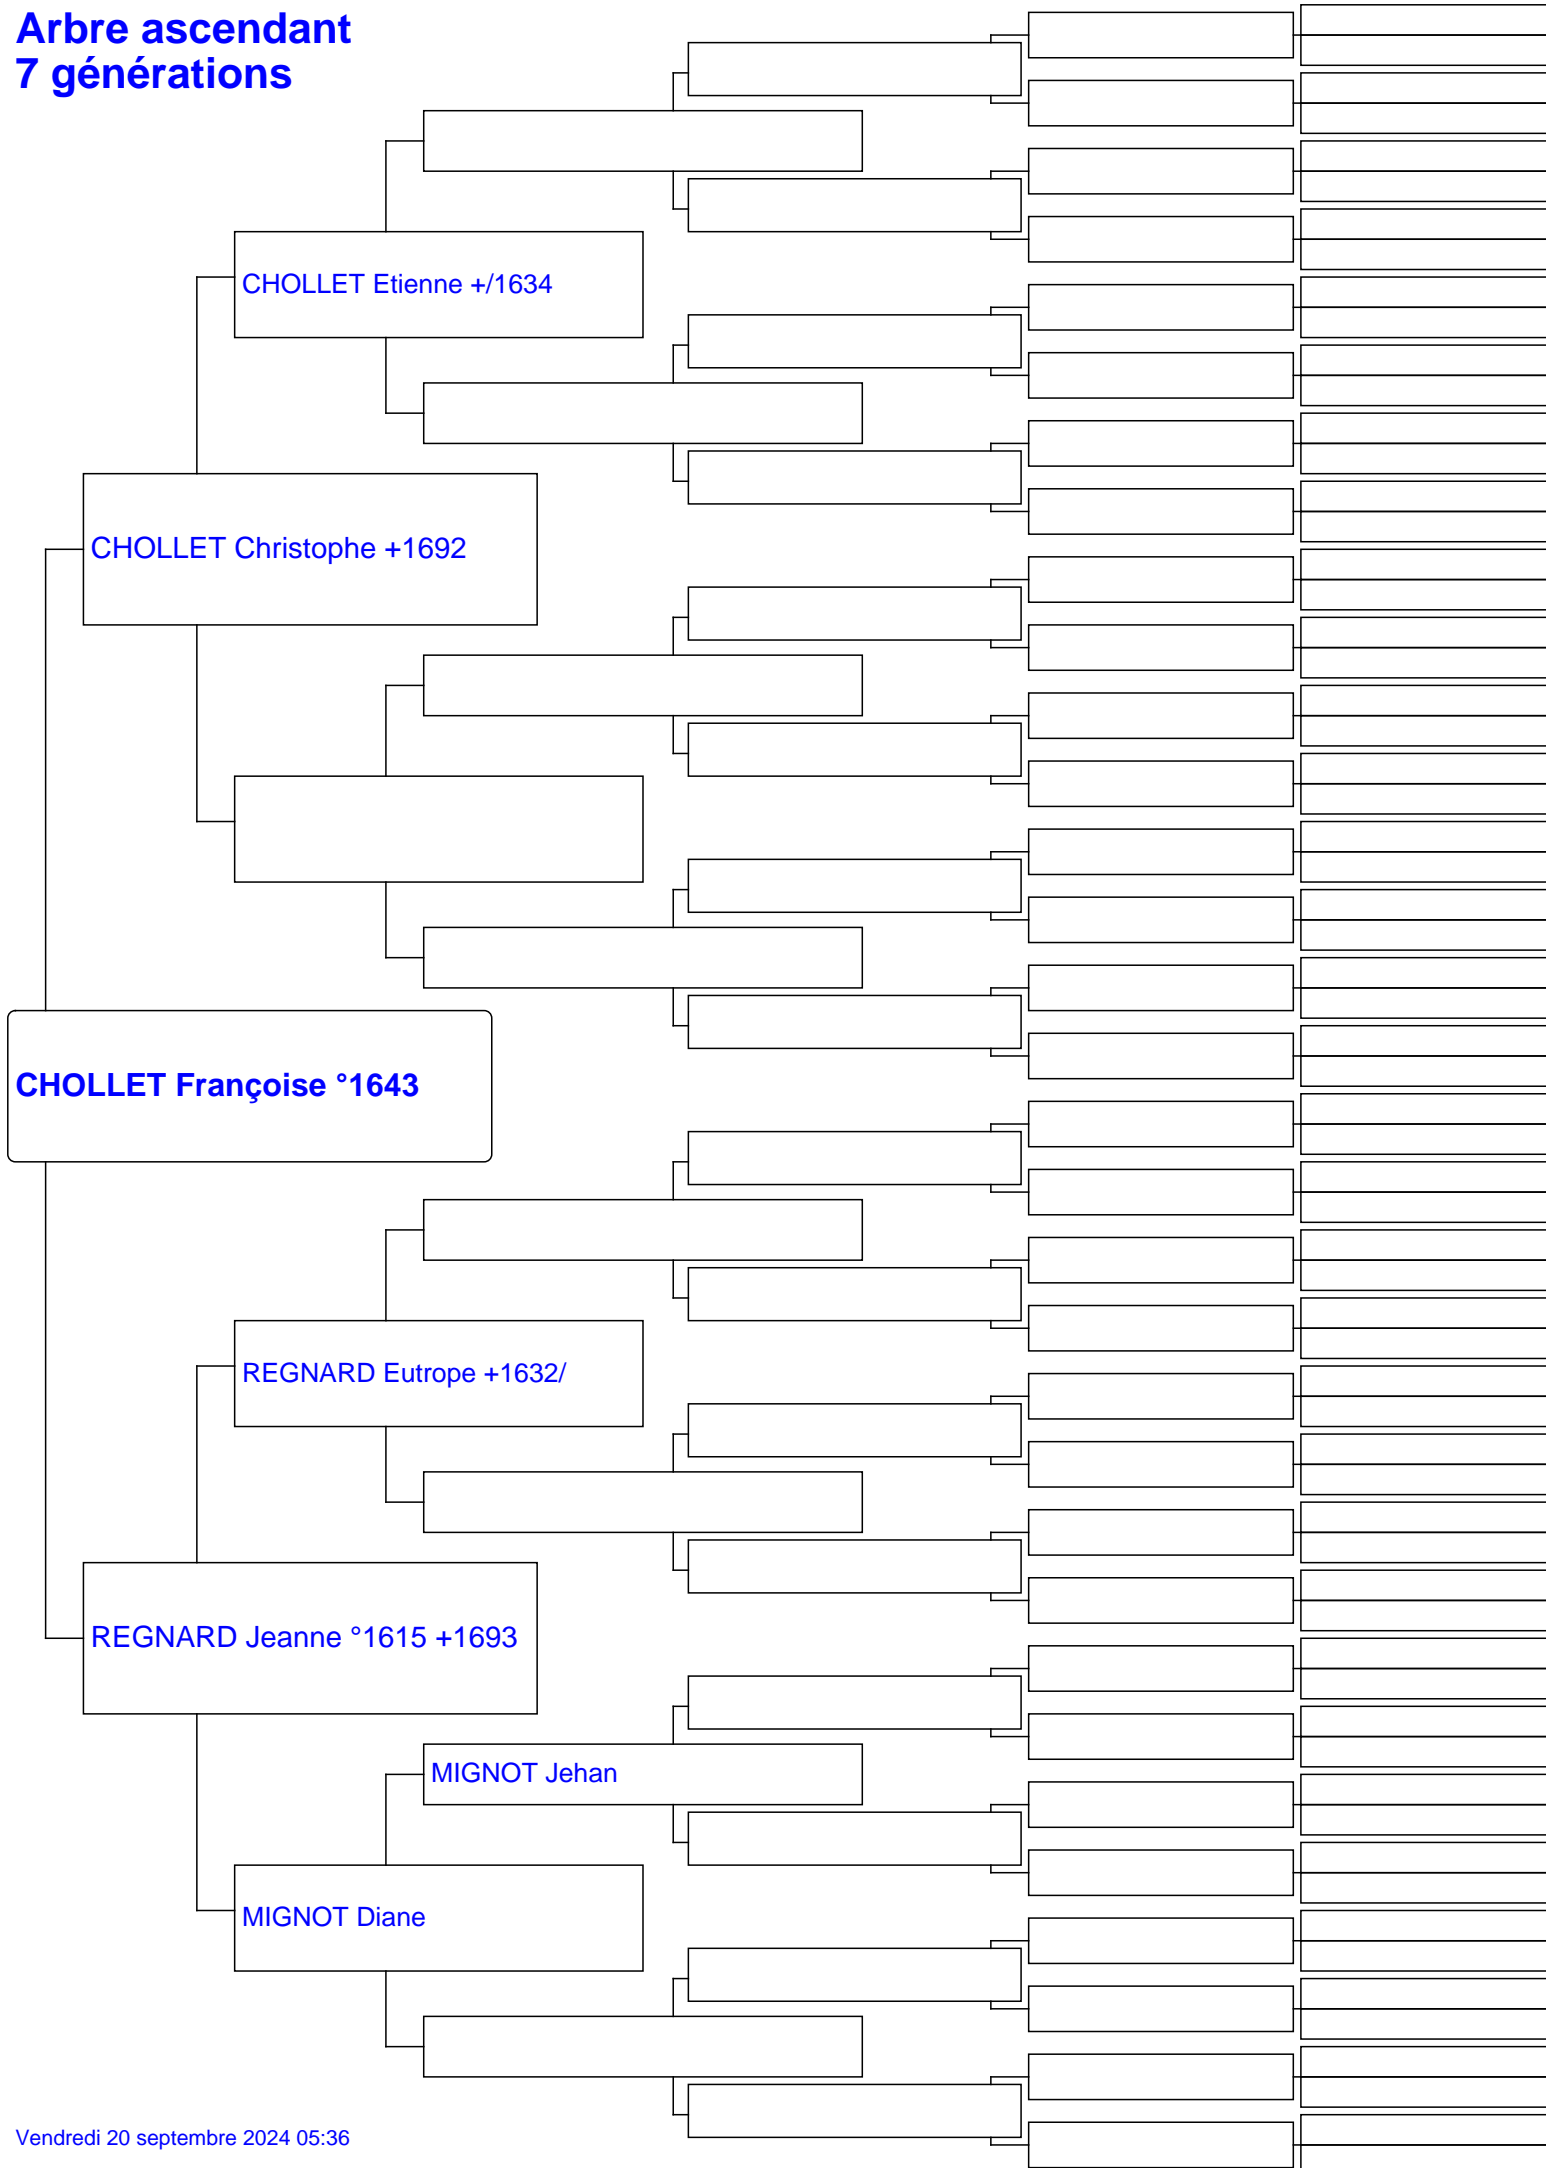 Arbre ascendant
7 générations
CHOLLET Etienne +/1634
CHOLLET Christophe +1692
CHOLLET Françoise °1643
REGNARD Eutrope +1632/
REGNARD Jeanne °1615 +1693
MIGNOT Jehan
MIGNOT Diane
Vendredi 20 septembre 2024 05:36